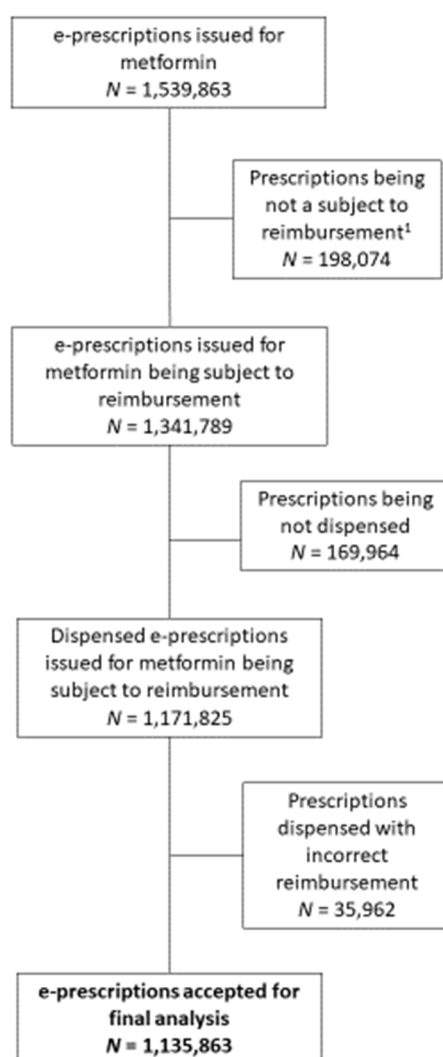 e-prescriptions issued for
metformin
N = 1,539,863
Prescriptions being
not a subject to
reimbursement¹
N = 198,074
e-prescriptions issued for
metformin being subject to
reimbursement
N = 1,341,789
Prescriptions being
not dispensed
N = 169,964
Dispensed e-prescriptions
issued for metformin being
subject to reimbursement
N = 1,171,825
Prescriptions
dispensed with
incorrect
reimbursement
N = 35,962
e-prescriptions accepted for
final analysis
N = 1,135,863